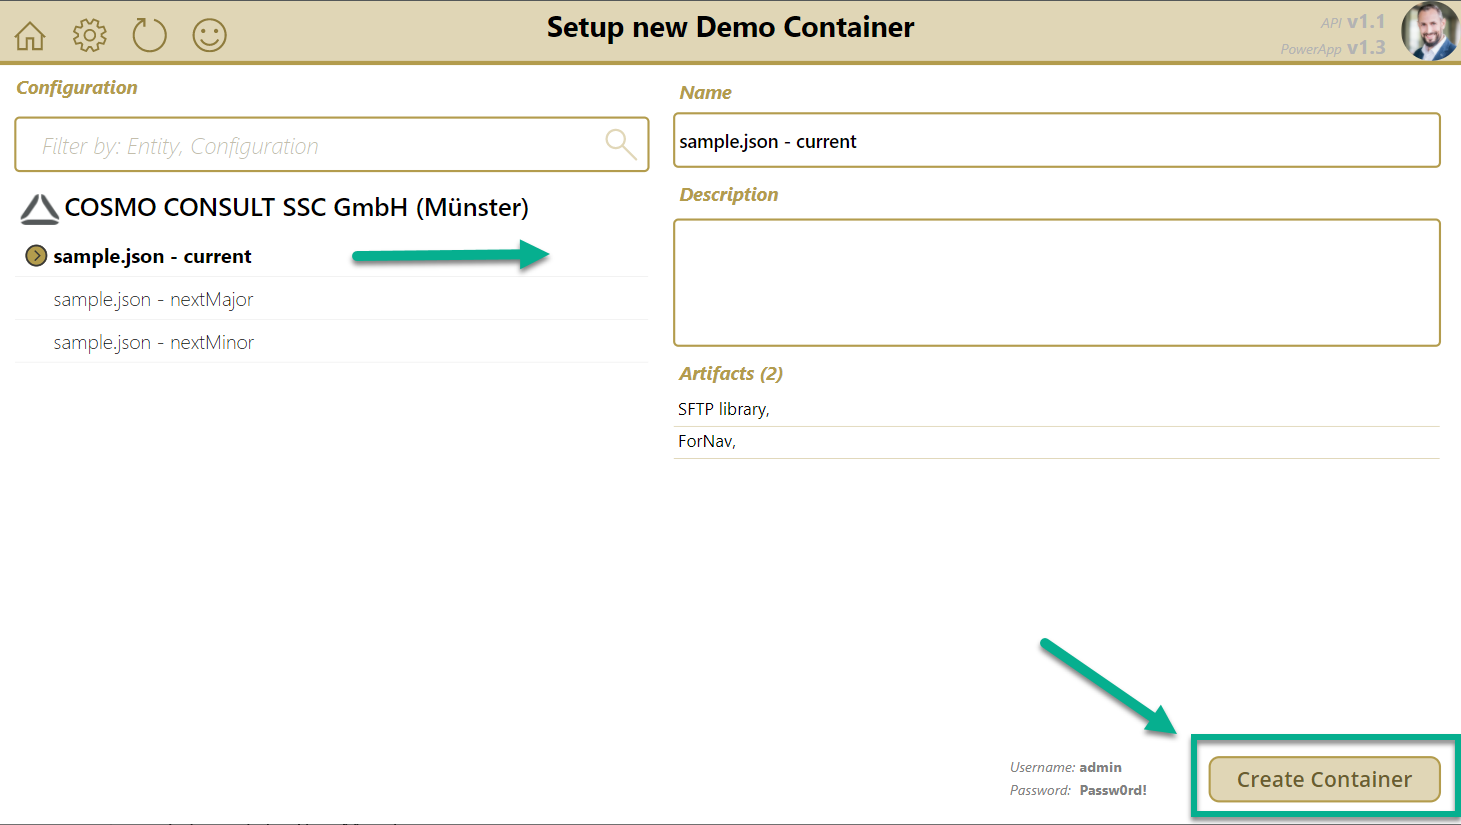 Setup new Demo Container
API v1.1
PowerApp v1.3
Configuration
Filter by: Entity, Configuration
COSMO CONSULT SSC GmbH (Münster)
sample.json - current
sample.json - nextMajor
sample.json - nextMinor
Name
sample.json - current
Description
Artifacts (2)
SFTP library,
ForNav,
Username: admin
Password: Passw0rd!
Create Container